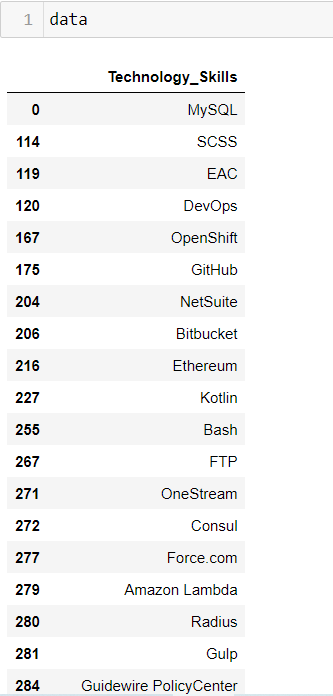 1 data
Technology_Skills
0 MySQL
114 SCSS
119 EAC
120 DevOps
167 OpenShift
175 GitHub
204 NetSuite
206 Bitbucket
216 Ethereum
227 Kotlin
255 Bash
267 FTP
271 OneStream
272 Consul
277 Force.com
279 Amazon Lambda
280 Radius
281 Gulp
284 Guidewire PolicyCenter